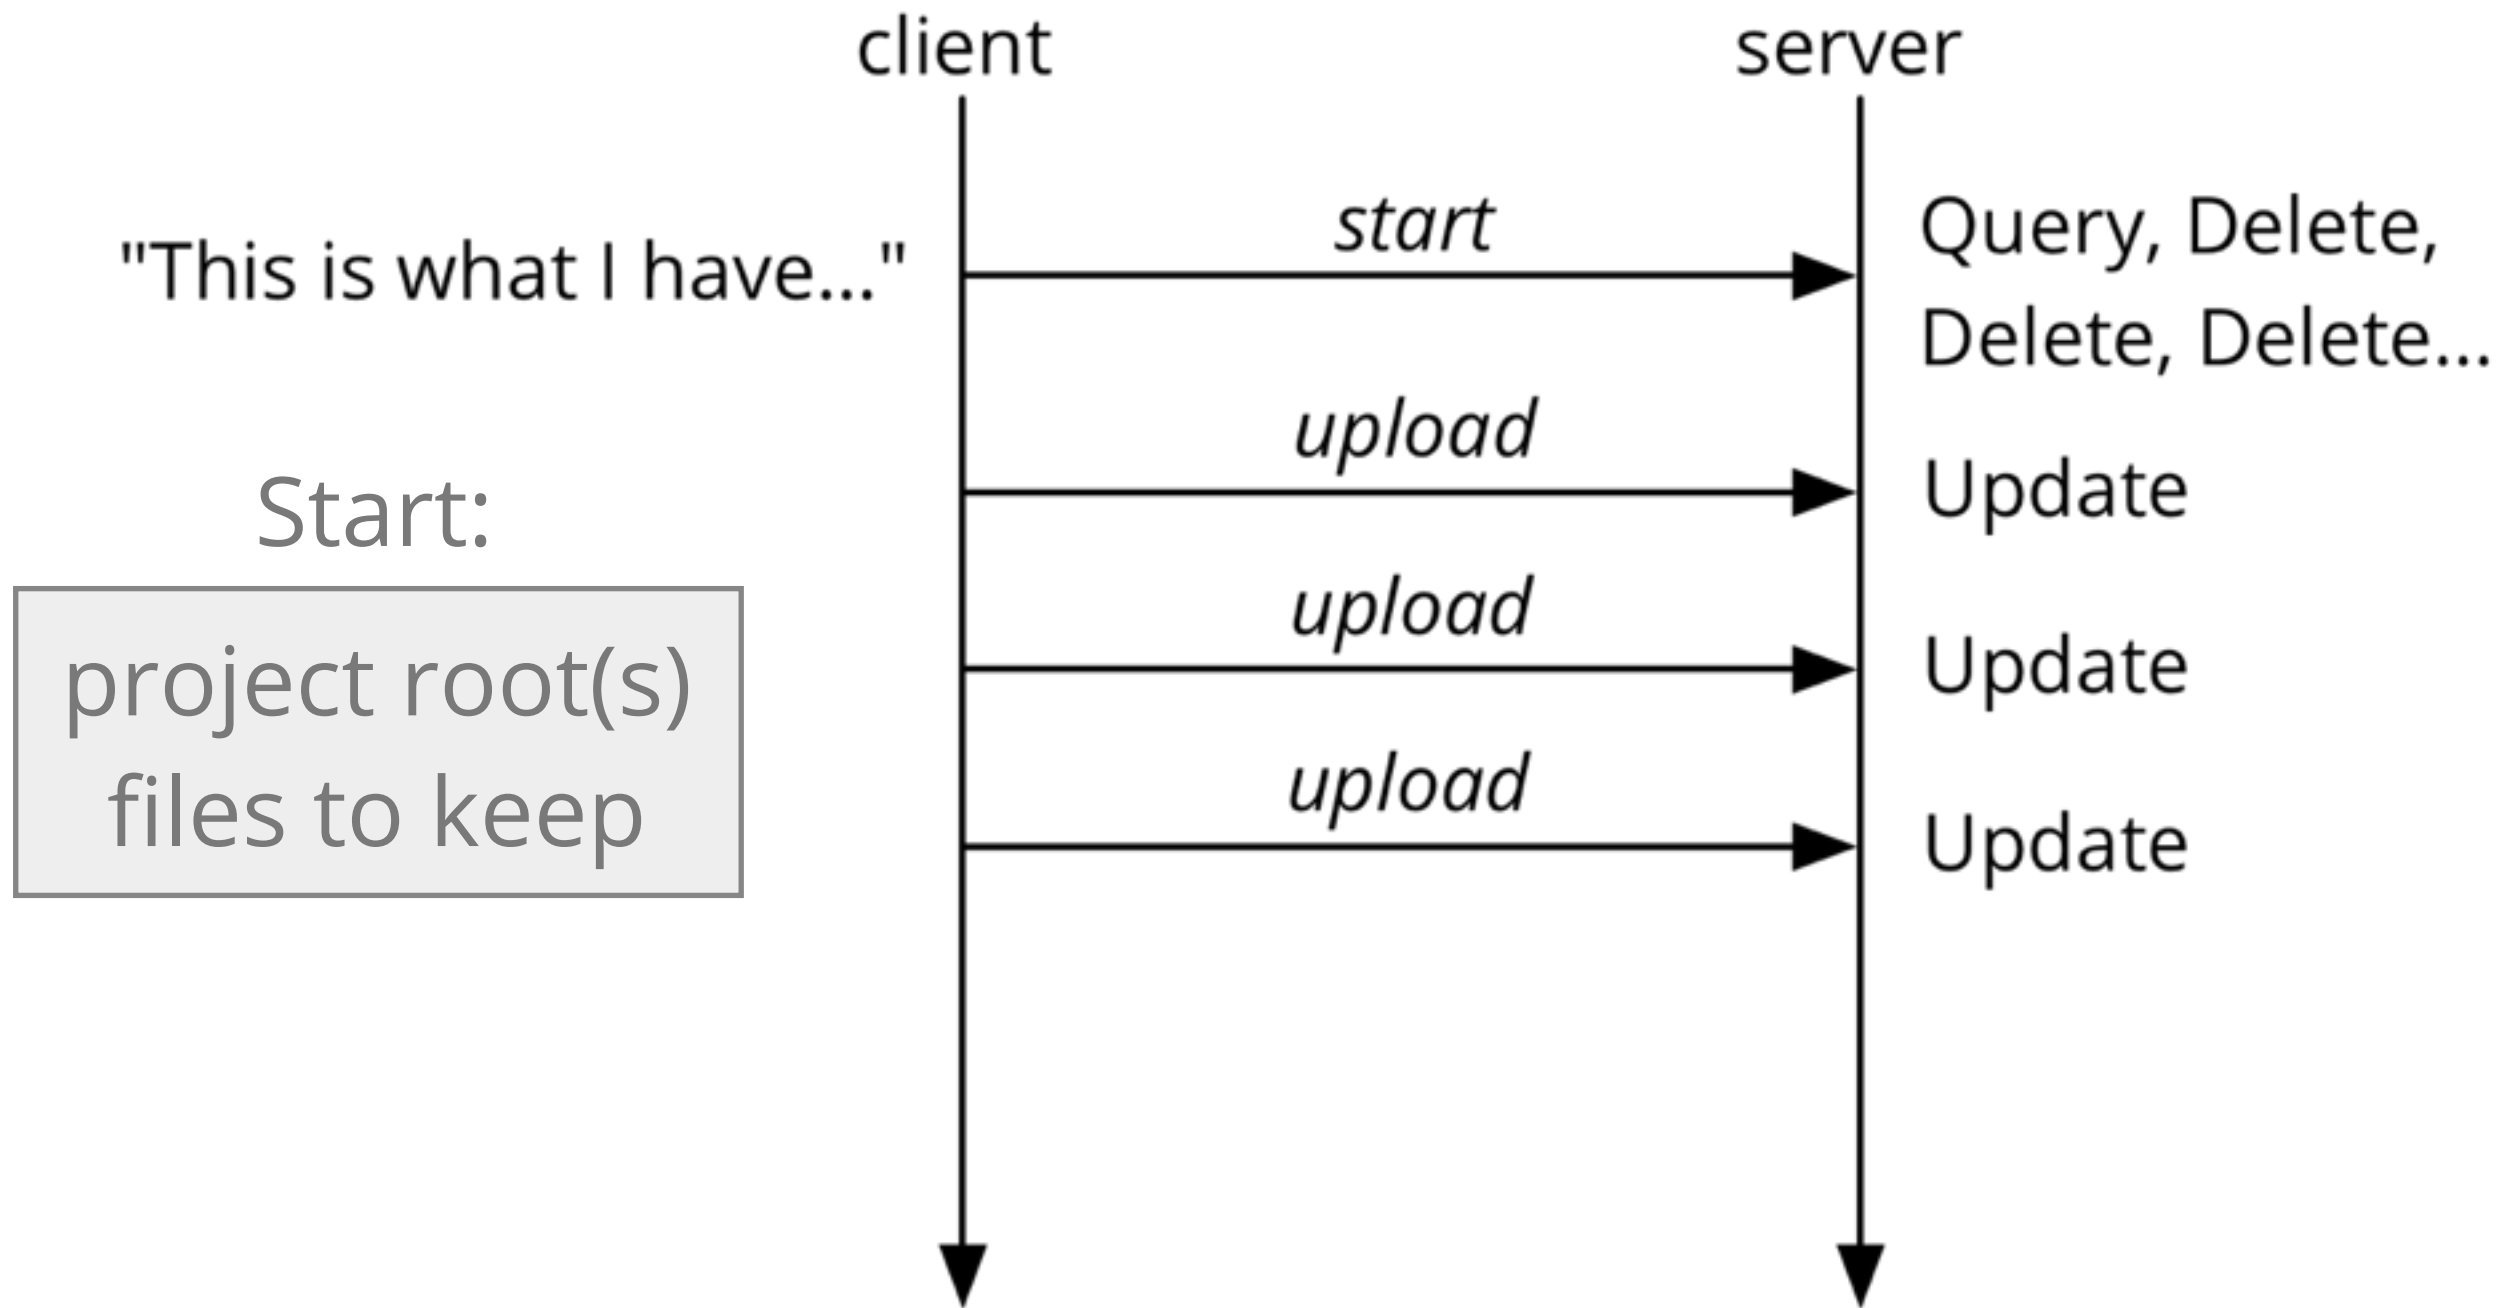 client
server
"This is what I have..."
start
Query, Delete,
Delete, Delete...
upload
Update
Start:
project root(s)
files to keep
upload
Update
upload
Update